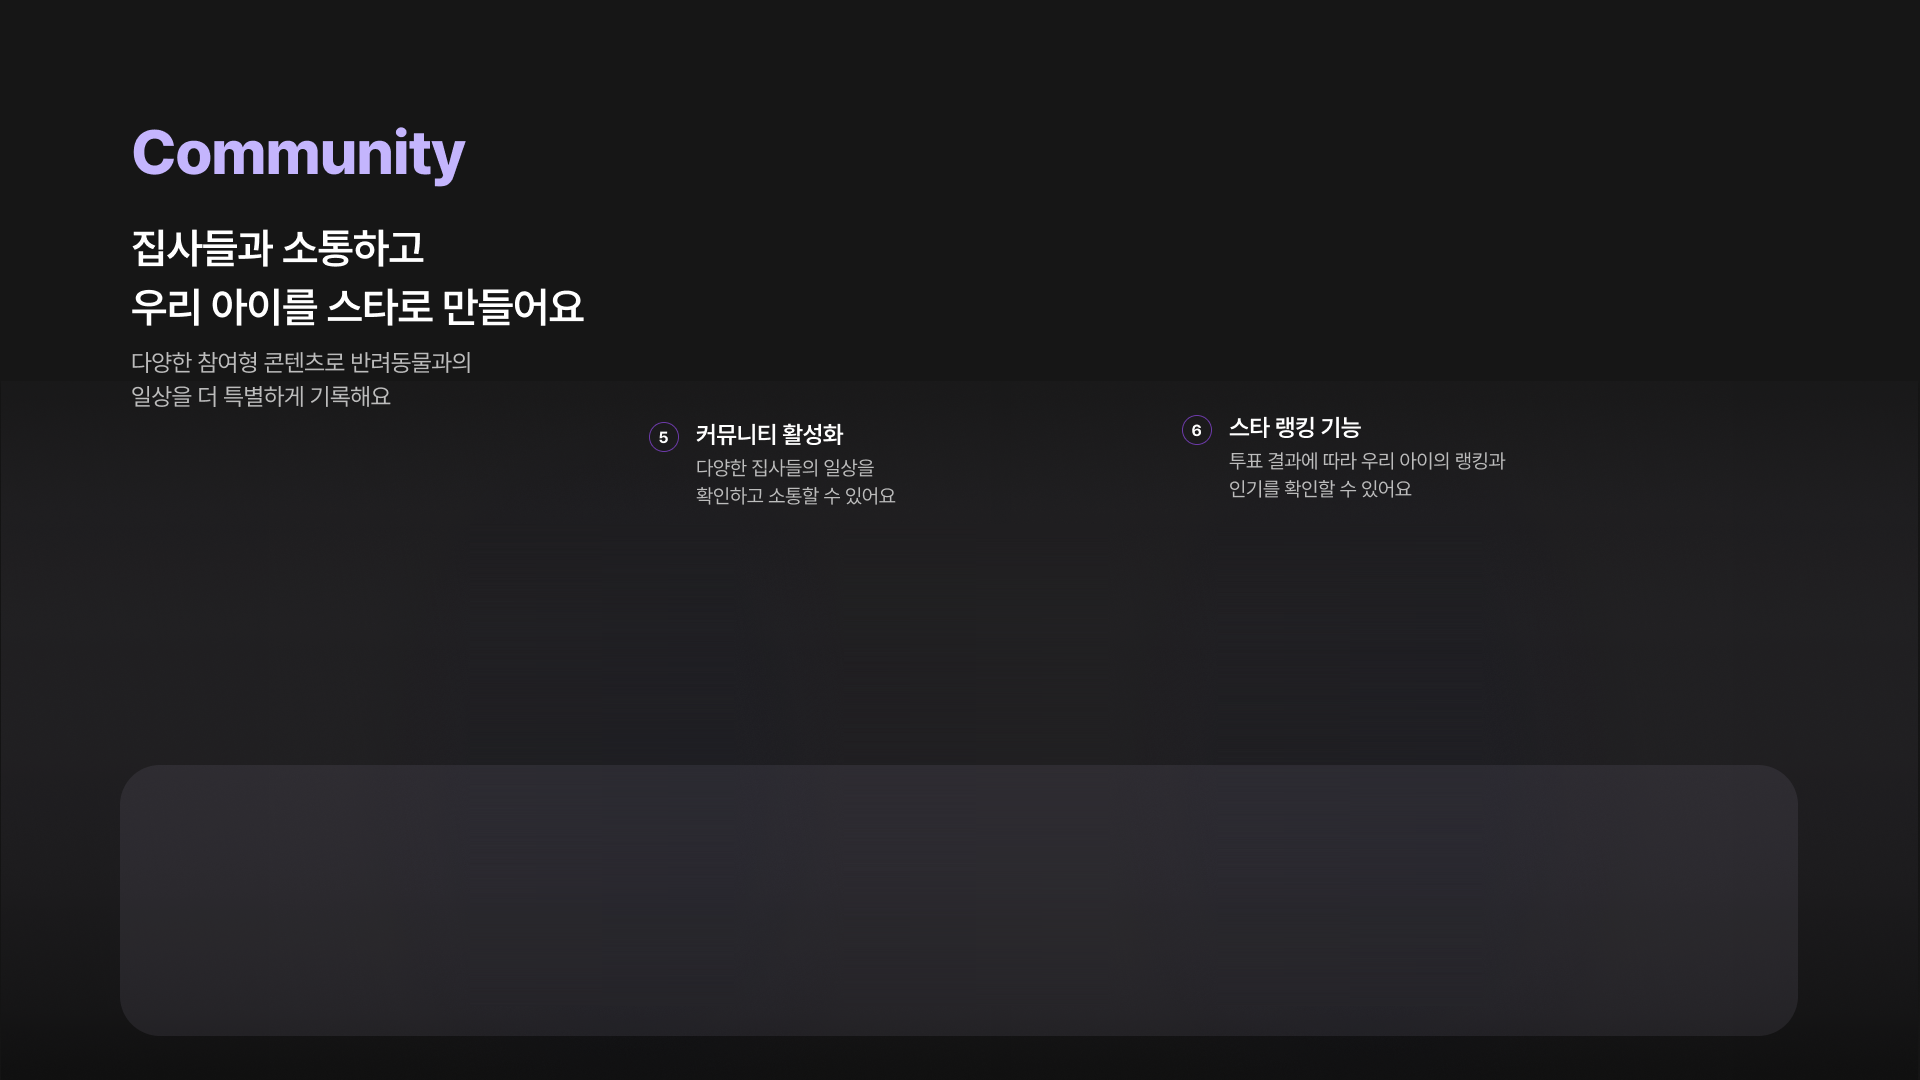 Community
집사들과 소통하고
우리 아이를 스타로 만들어요
다양한 참여형 콘텐츠로 반려동물과의
일상을 더 특별하게 기록해요
5 커뮤니티 활성화
다양한 집사들의 일상을
확인하고 소통할 수 있어요
6 스타 랭킹 기능
투표 결과에 따라 우리 아이의 랭킹과
인기를 확인할 수 있어요